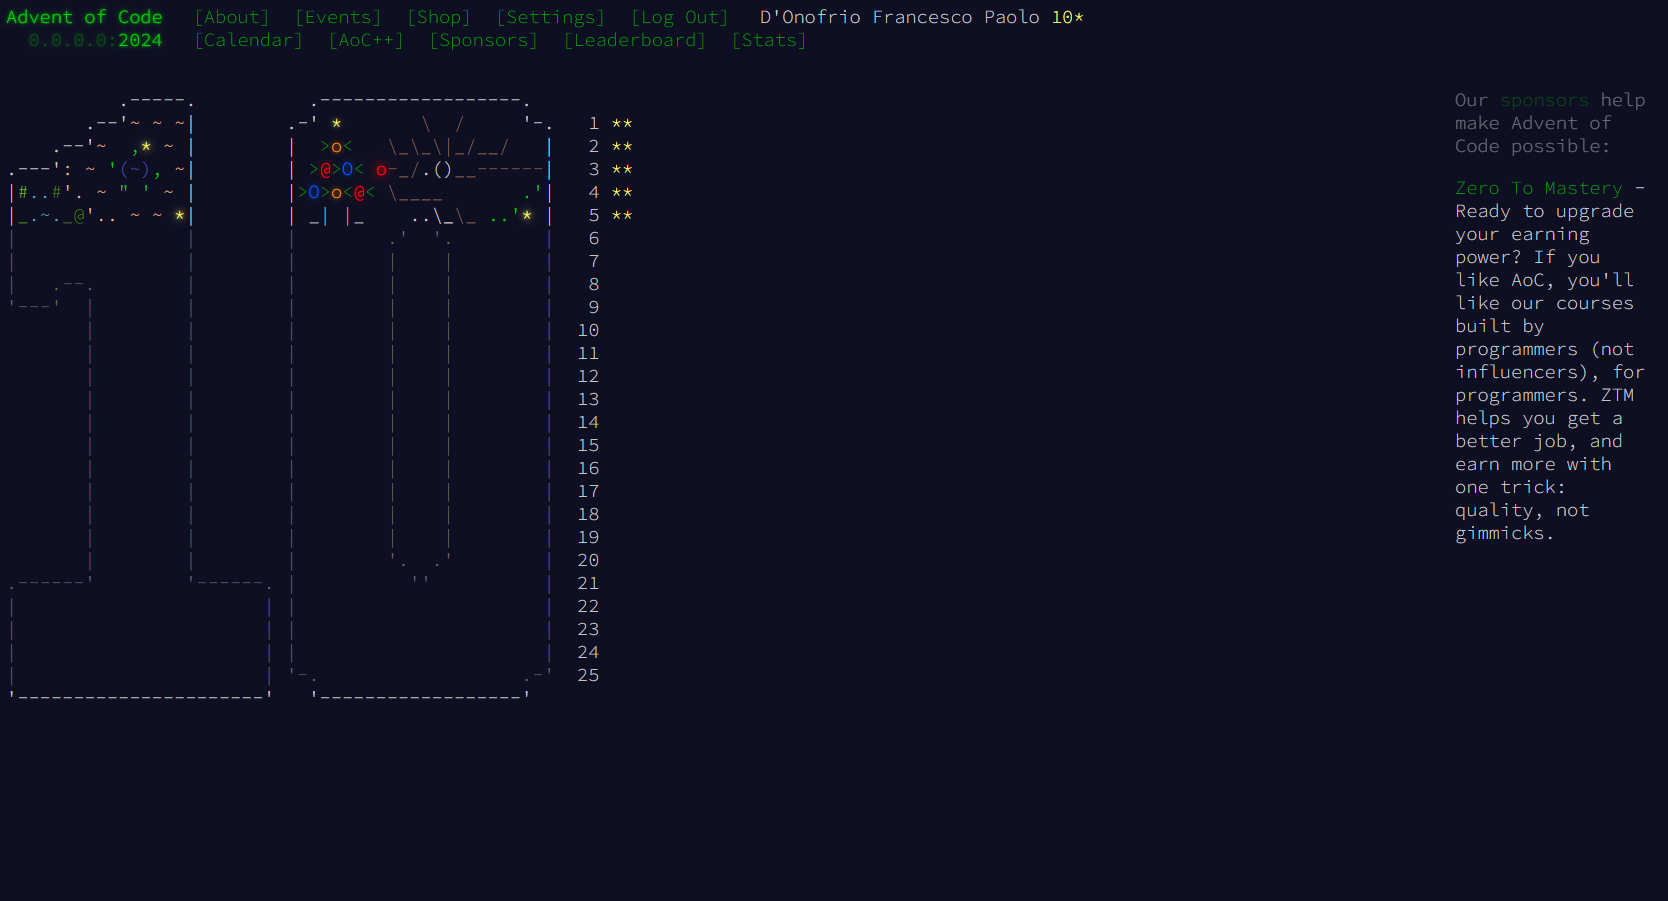 Advent of Code [About] [Events] [Shop] [Settings] [Log Out] D'Onofrio Francesco Paolo 10*
0.0.0.0:2024 [Calendar] [AoC++] [Sponsors] [Leaderboard] [Stats]
1 **
2 **
3 **
4 **
5 **
6
7
8
9
10
11
12
13
14
15
16
17
18
19
20
21
22
23
24
25
Our sponsors help
make Advent of
Code possible:
Zero To Mastery -
Ready to upgrade
your earning
power? If you
like AoC, you'll
like our courses
built by
programmers (not
influencers), for
programmers. ZTM
helps you get a
better job, and
earn more with
one trick:
quality, not
gimmicks.